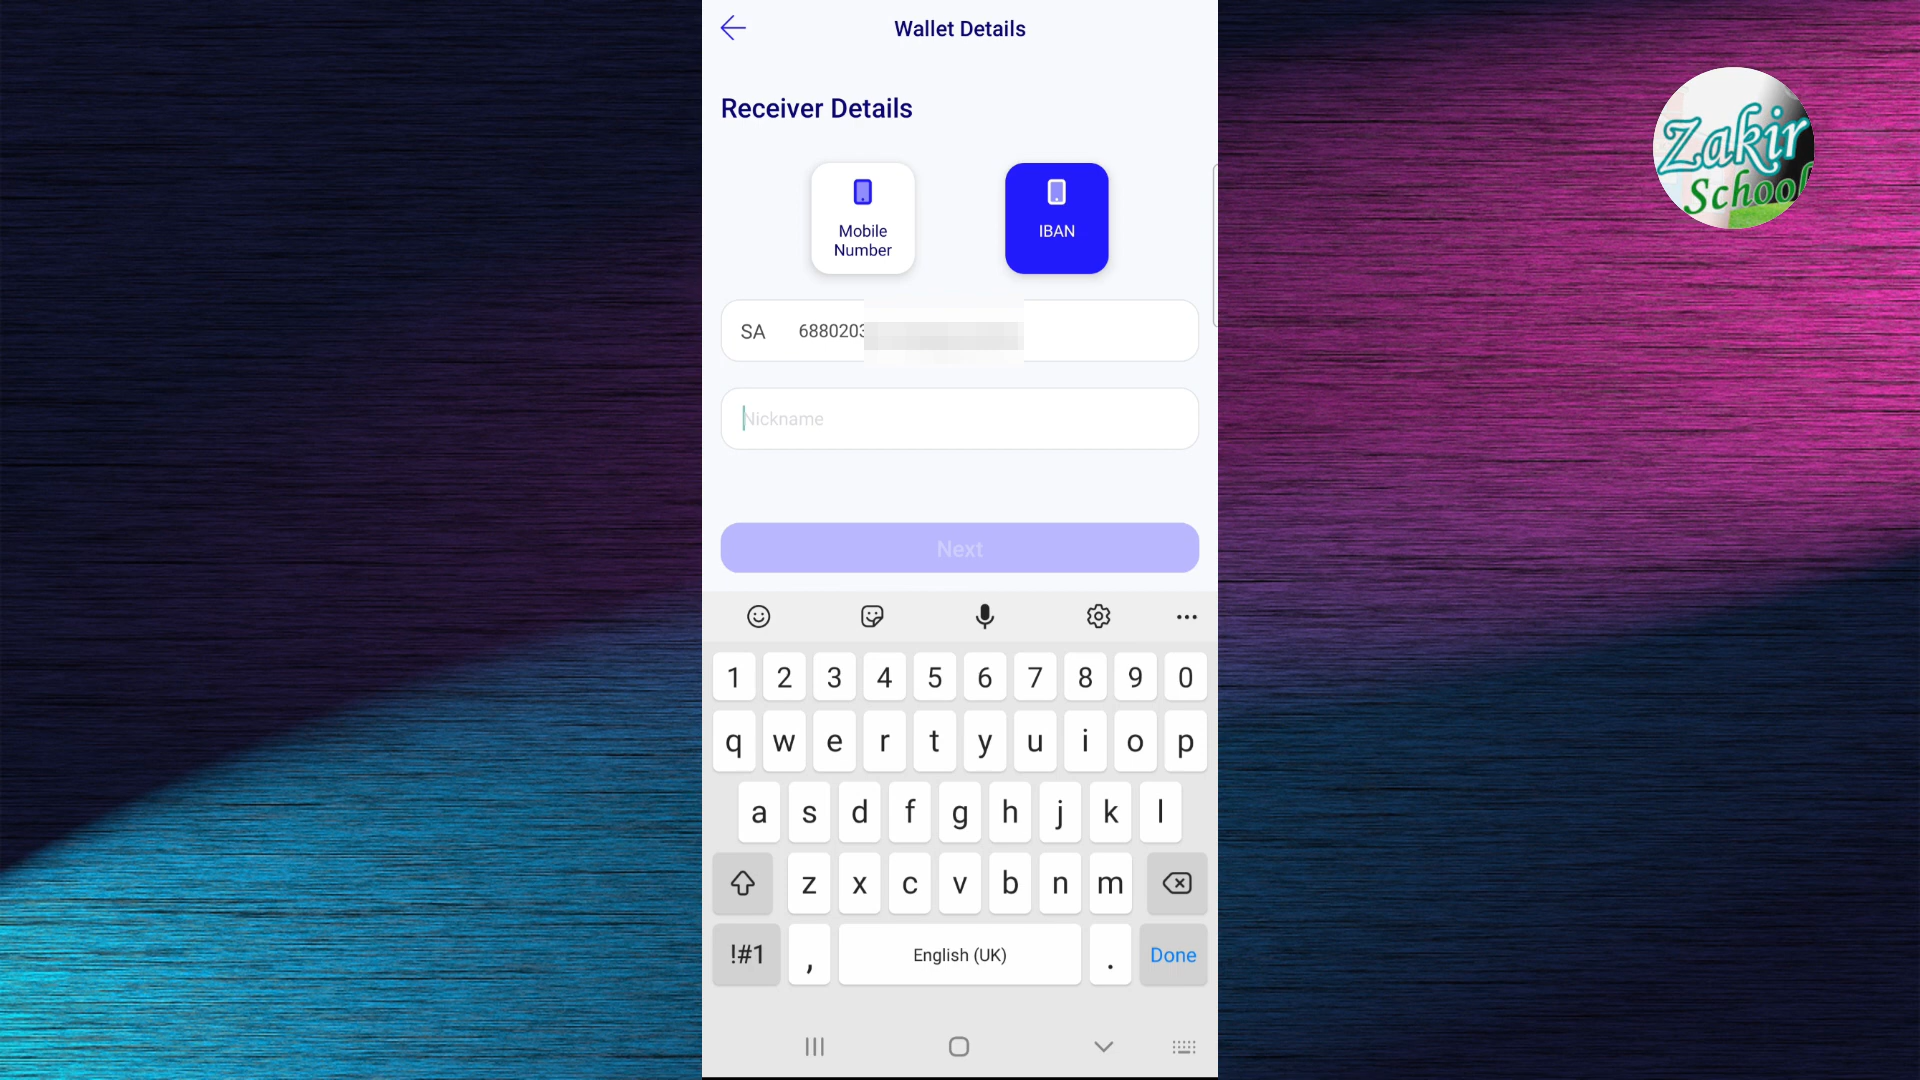 Wallet Details
Receiver Details
Mobile
Number
IBAN
SA 6880203
Nickname
Next
1 2 3 4 5 6 7 8 9 0
q w e r t y u i o p
a s d f g h j k l
z x c v b n m
!#1 , English (UK) . Done
Zakir
School